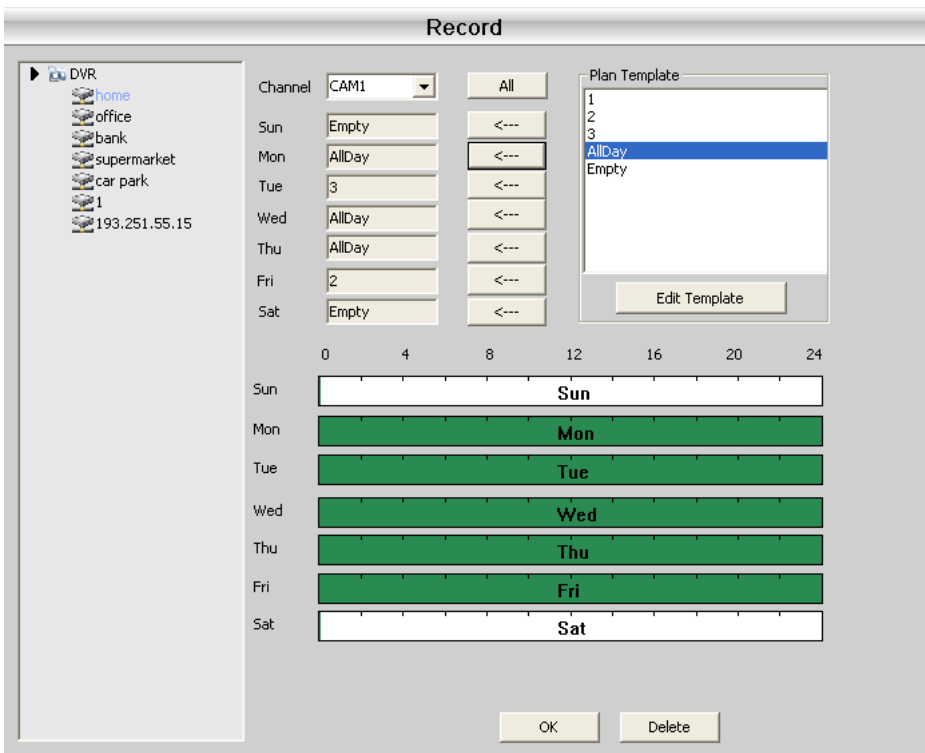 Record
DVR
home
office
bank
supermarket
car park
1
193.251.55.15
Channel CAM1 All
Sun Empty <---
Mon AllDay <---
Tue 3 <---
Wed AllDay <---
Thu AllDay <---
Fri 2 <---
Sat Empty <---
Plan Template
1
2
3
AllDay
Empty
Edit Template
0 4 8 12 16 20 24
Sun Sun
Mon Mon
Tue Tue
Wed Wed
Thu Thu
Fri Fri
Sat Sat
OK Delete